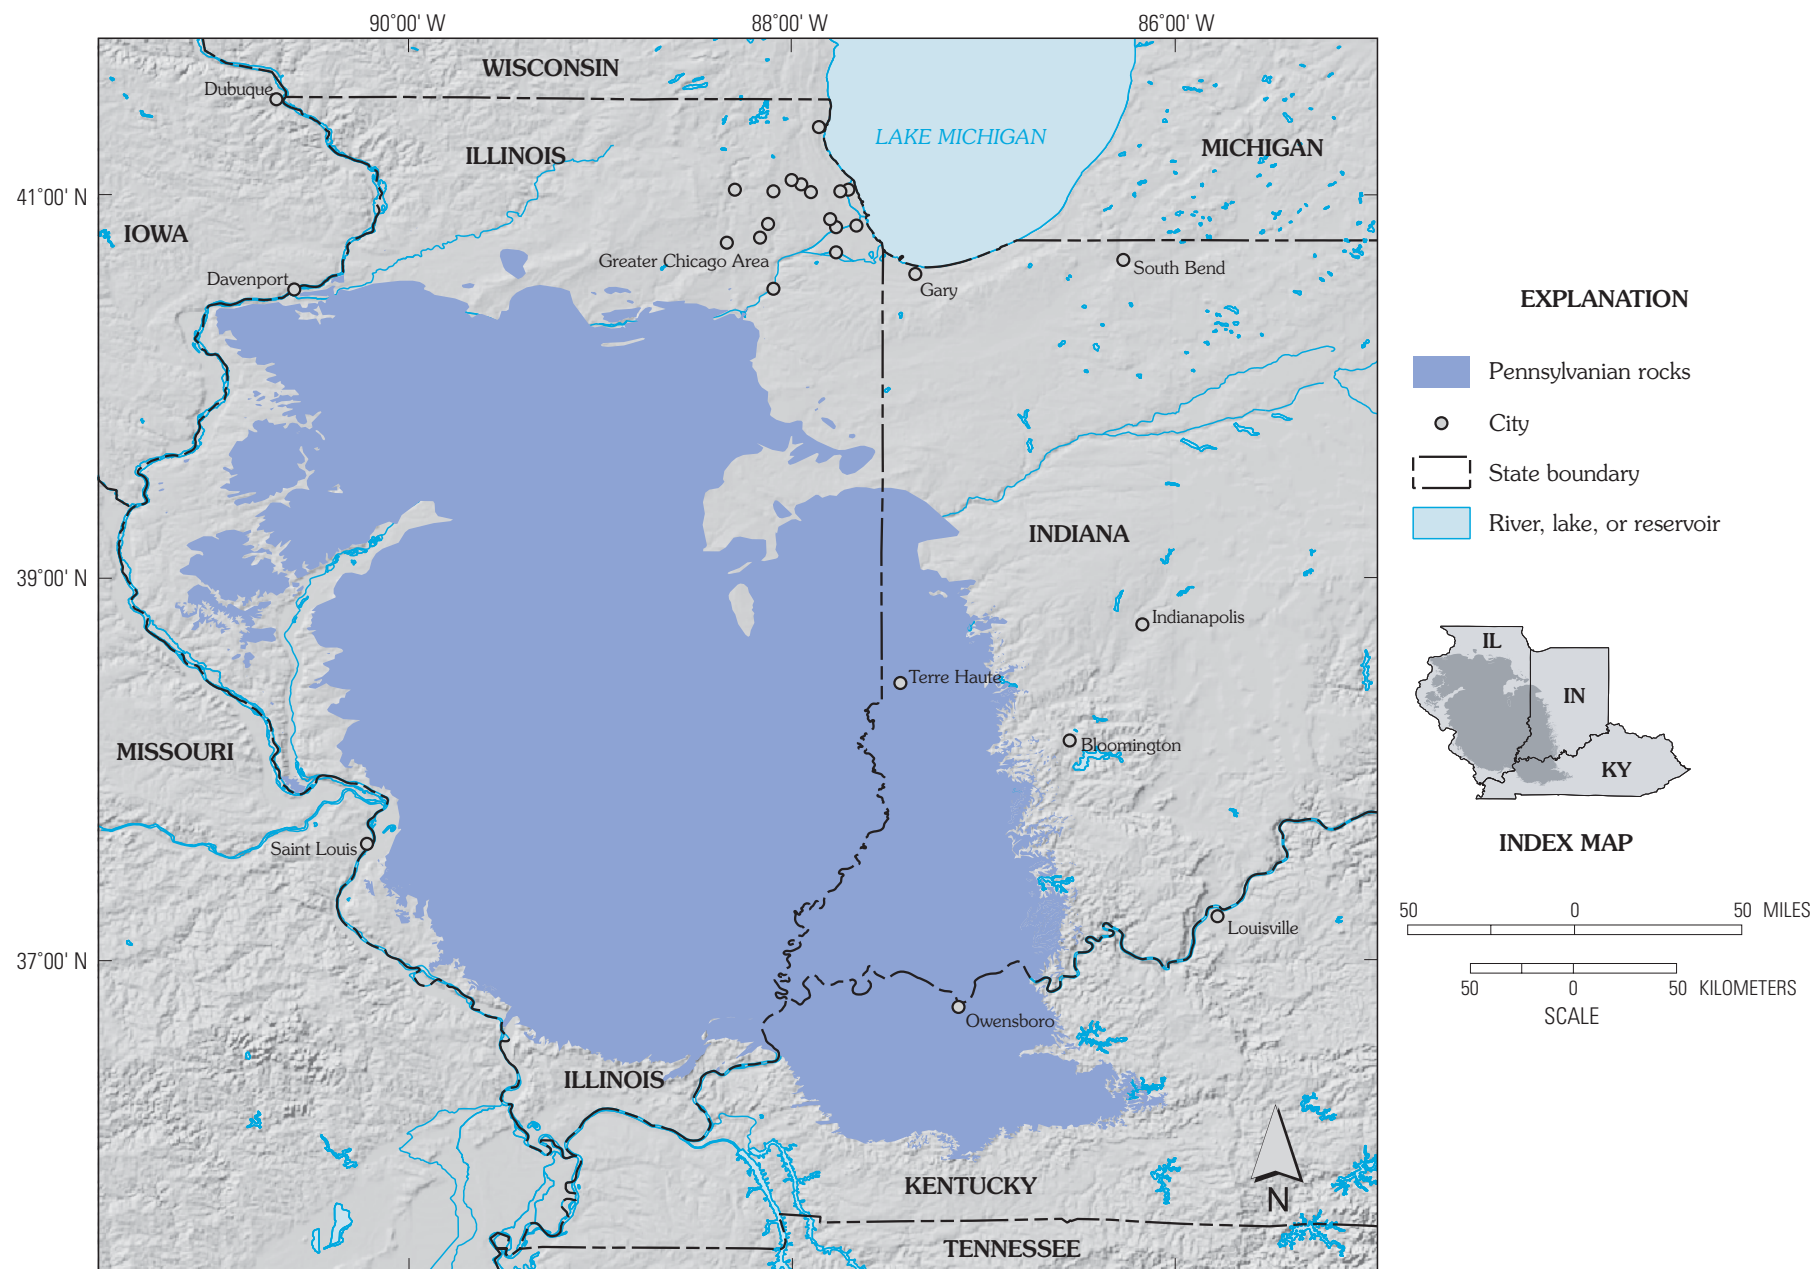 90°00' W
88°00' W
86°00' W
WISCONSIN
Dubuque
LAKE MICHIGAN
ILLINOIS
MICHIGAN
41°00' N
IOWA
Greater Chicago Area
South Bend
Davenport
Gary
EXPLANATION
Pennsylvanian rocks
City
State boundary
River, lake, or reservoir
INDIANA
39°00' N
Indianapolis
IL
Terre Haute
IN
MISSOURI
Bloomington
KY
INDEX MAP
Saint Louis
50 0 50 MILES
Louisville
37°00' N
50 0 50 KILOMETERS
SCALE
Owensboro
ILLINOIS
KENTUCKY
N
TENNESSEE